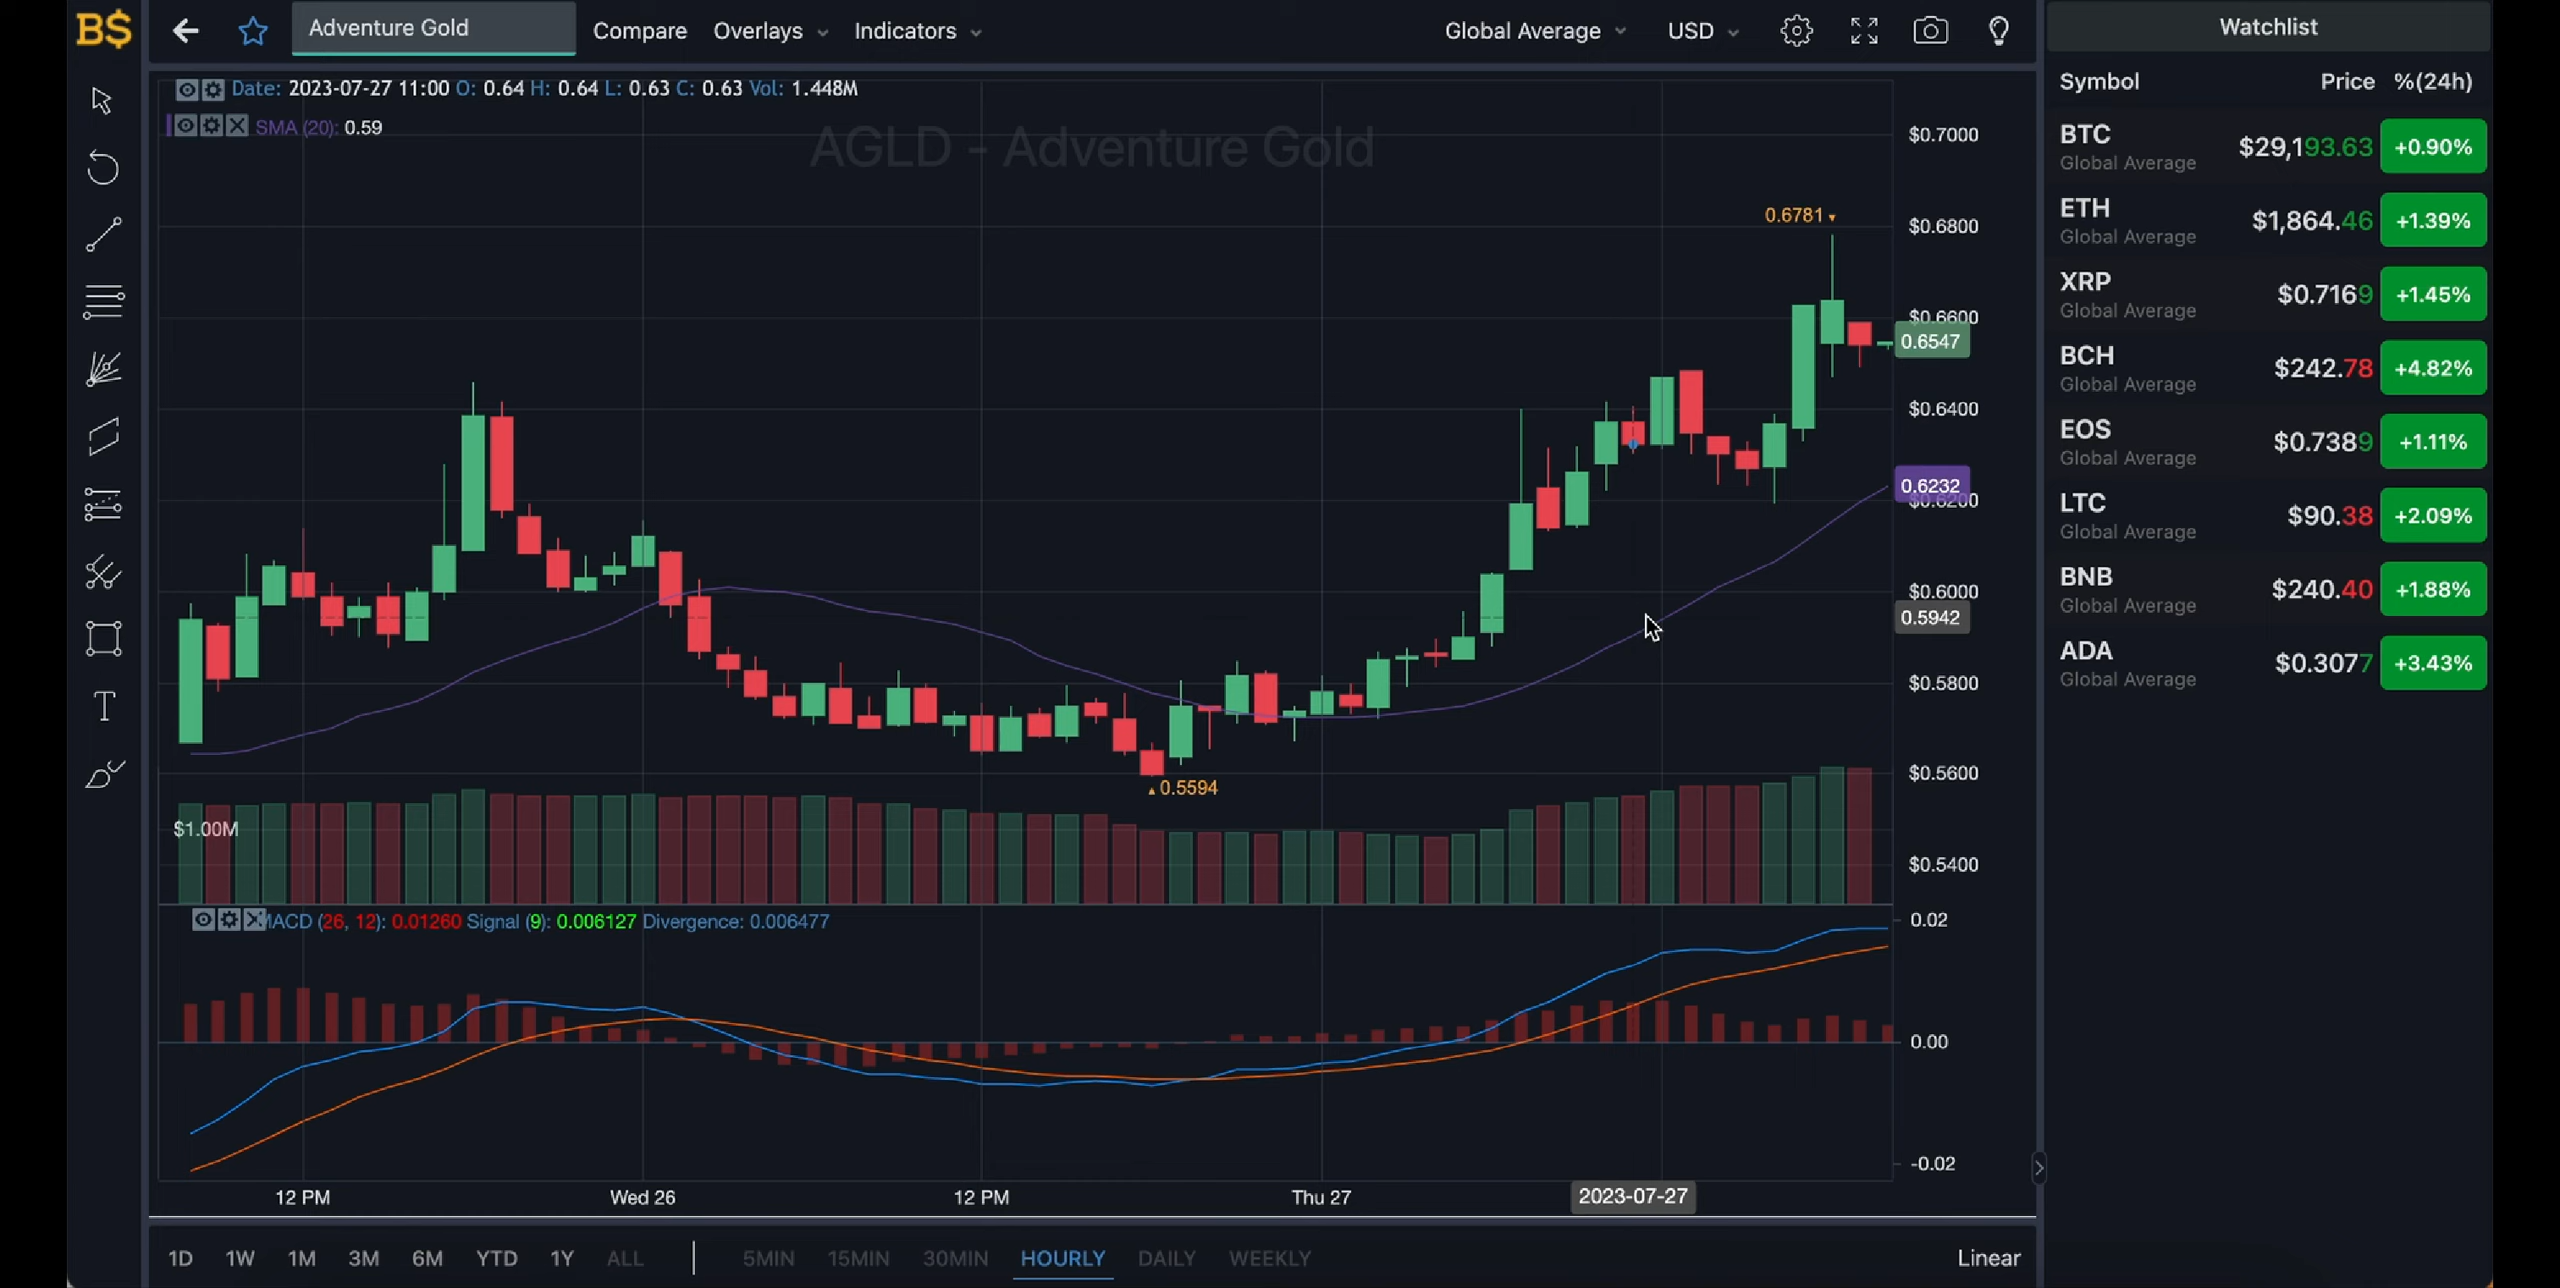 B$
Adventure Gold
Compare
Overlays
Indicators
Global Average
USD
Watchlist
Date: 2023-07-27 11:00 O: 0.64 H: 0.64 L: 0.63 C: 0.63 Vol: 1.448M
SMA (20): 0.59
AGLD - Adventure Gold
Symbol Price %(24h)
BTC $29,193.63 +0.90%
Global Average
ETH $1,864.46 +1.39%
Global Average
XRP $0.7169 +1.45%
Global Average
BCH $242.78 +4.82%
Global Average
EOS $0.7389 +1.11%
Global Average
LTC $90.38 +2.09%
Global Average
BNB $240.40 +1.88%
Global Average
ADA $0.3077 +3.43%
Global Average
$0.7000
0.6781
$0.6800
$0.6600
0.6547
$0.6400
0.6232
$0.6200
$0.6000
0.5942
$0.5800
$0.5600
0.5594
$1.00M
$0.5400
MACD (26, 12): 0.01260 Signal (9): 0.006127 Divergence: 0.006477
0.02
0.00
-0.02
12 PM
Wed 26
12 PM
Thu 27
2023-07-27
1D 1W 1M 3M 6M YTD 1Y ALL
5MIN 15MIN 30MIN HOURLY DAILY WEEKLY
Linear
T